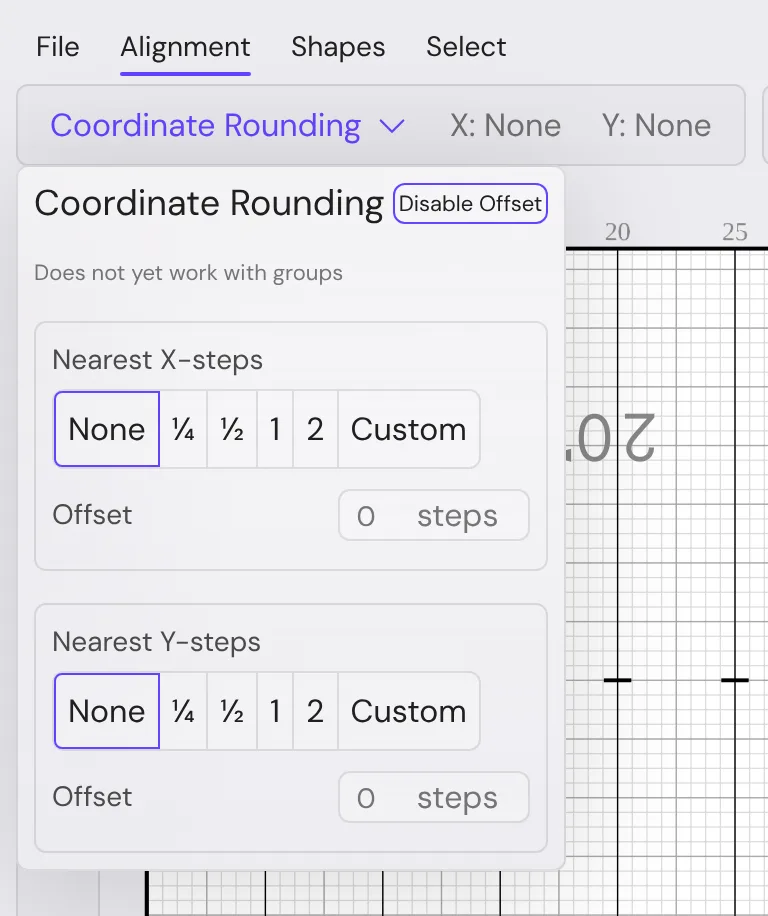 File Alignment Shapes Select
Coordinate Rounding X: None Y: None
Coordinate Rounding Disable Offset
20 25
Does not yet work with groups
Nearest X-steps
None ¼ ½ 1 2 Custom
20
Offset 0 steps
Nearest Y-steps
None ¼ ½ 1 2 Custom
Offset 0 steps